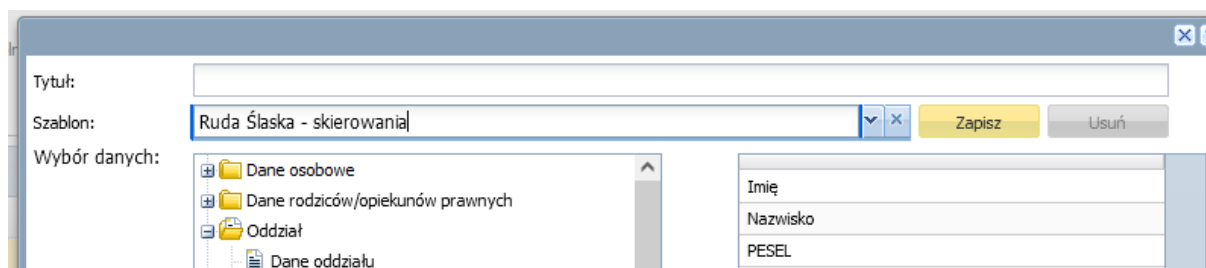 Tytuł:
Szablon:
Ruda Ślaska - skierowania
Zapisz
Usuń
Wybór danych:
Dane osobowe
Dane rodziców/opiekunów prawnych
Oddział
Dane oddziału
Imię
Nazwisko
PESEL